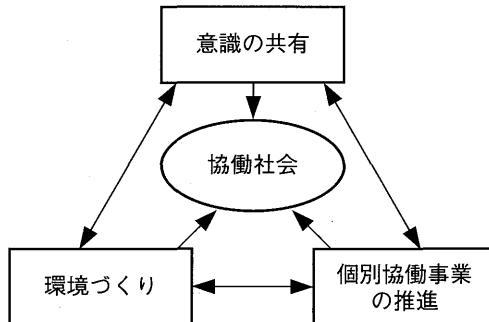 意識の共有
協働社会
環境づくり
個別協働事業
の推進